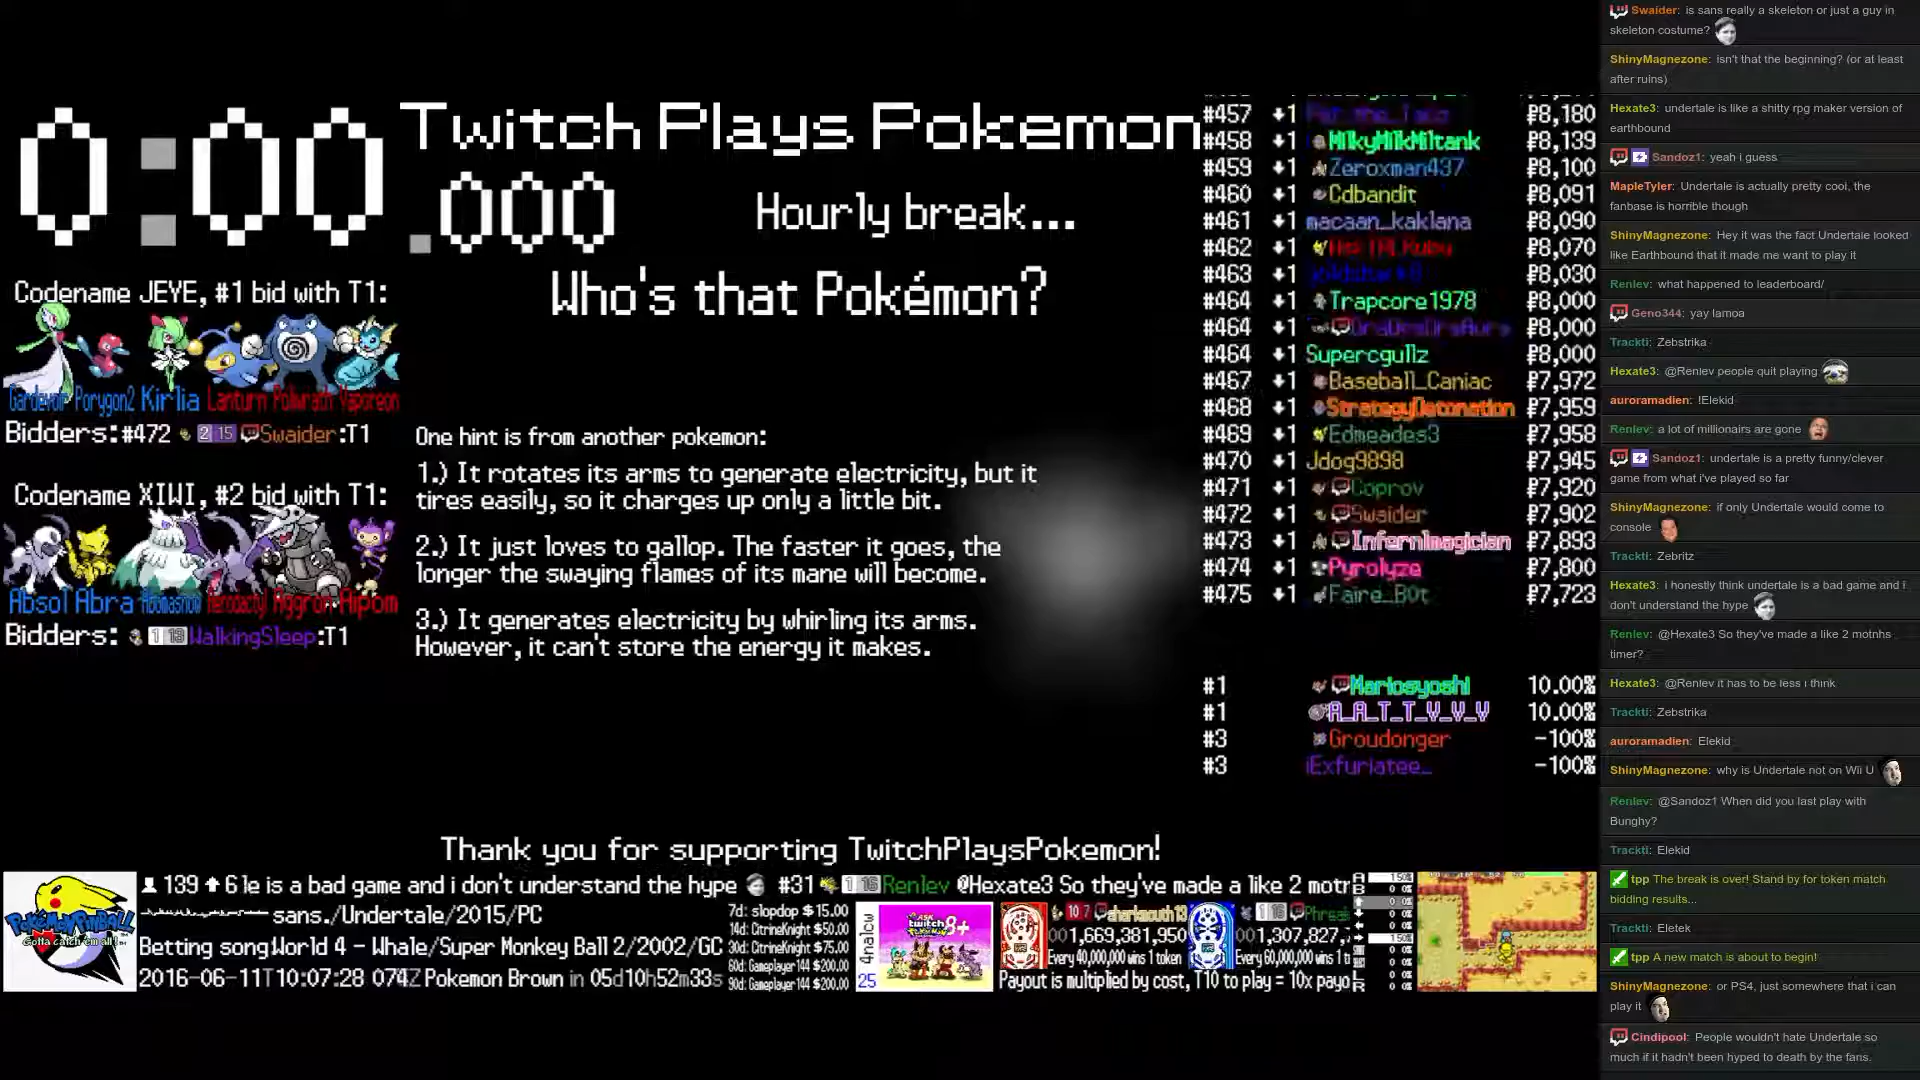 0:00.000
Twitch Plays Pokemon
Hourly break...
Who's that Pokémon?
Codename JEYE, #1 bid with T1:
Gardevoir Porygon2 Kirlia Lanturn Poliwrath Vaporeon
Bidders: #472 2 15 Swaider:T1
Codename XIWI, #2 bid with T1:
Absol Abra Abomasnow Aerodactyl Aggron Aipom
Bidders: 1 13 WalkingSleep:T1
One hint is from another pokemon:
1.) It rotates its arms to generate electricity, but it
tires easily, so it charges up only a little bit.
2.) It just loves to gallop. The faster it goes, the
longer the swaying flames of its mane will become.
3.) It generates electricity by whirling its arms.
However, it can't store the energy it makes.
#457 ↓1 ₽8,180
#458 ↓1 MilkyMilkMiltank ₽8,139
#459 ↓1 Zeroxman437 ₽8,100
#460 ↓1 Cdbandit ₽8,091
#461 ↓1 macaan_kaklana ₽8,090
#462 ↓1 ₽8,070
#463 ↓1 ₽8,030
#464 ↓1 Trapcore1978 ₽8,000
#464 ↓1 ₽8,000
#464 ↓1 Supercgullz ₽8,000
#467 ↓1 Baseball_Caniac ₽7,972
#468 ↓1 StrategyDetonation ₽7,959
#469 ↓1 Edmeades3 ₽7,958
#470 ↓1 Jdog9898 ₽7,945
#471 ↓1 Coprov ₽7,920
#472 ↓1 Swaider ₽7,902
#473 ↓1 InfernImagician ₽7,893
#474 ↓1 Pyrolyze ₽7,800
#475 ↓1 Faire_B0t ₽7,723
#1 Mariosyoshi 10.00%
#1 A_A_T_T_V_V_V 10.00%
#3 Groudonger -100%
#3 iExfuriatee_ -100%
Thank you for supporting TwitchPlaysPokemon!
139 6 le is a bad game and i don't understand the hype #31 1 16 Renlev @Hexate3 So they've made a like 2 motr
sans./Undertale/2015/PC
Betting song World 4 - Whale/Super Monkey Ball 2/2002/GC
2016-06-11T10:07:28 074Z Pokemon Brown in 05d10h52m33s
Pokémon Pinball
Gotta catch 'em all!
7d: slopdop $15.00
14d: CitrineKnight $50.00
30d: CitrineKnight $75.00
60d: Gameplayer144 $200.00
90d: Gameplayer144 $200.00
4nalcw
25
twitch
8+
10 7 sharksouch13
001,669,381,950
Every 40,000,000 wins 1 token
1 16 Phreak
001,307,827,
Every 60,000,000 wins 1 t
Payout is multiplied by cost, T10 to play = 10x payo
Swaider: is sans really a skeleton or just a guy in
skeleton costume?
ShinyMagnezone: isn't that the beginning? (or at least
after ruins)
Hexate3: undertale is like a shitty rpg maker version of
earthbound
Sandoz1: yeah i guess
MapleTyler: Undertale is actually pretty cool, the
fanbase is horrible though
ShinyMagnezone: Hey it was the fact Undertale looked
like Earthbound that it made me want to play it
Renlev: what happened to leaderboard/
Geno344: yay lamoa
Trackti: Zebstrika
Hexate3: @Renlev people quit playing
auroramadien: !Elekid
Renlev: a lot of millionairs are gone
Sandoz1: undertale is a pretty funny/clever
game from what i've played so far
ShinyMagnezone: if only Undertale would come to
console
Trackti: Zebritz
Hexate3: i honestly think undertale is a bad game and i
don't understand the hype
Renlev: @Hexate3 So they've made a like 2 motnhs
timer?
Hexate3: @Renlev it has to be less i think
Trackti: Zebstrika
auroramadien: Elekid
ShinyMagnezone: why is Undertale not on Wii U
Renlev: @Sandoz1 When did you last play with
Bunghy?
Trackti: Elekid
tpp The break is over! Stand by for token match
bidding results...
Trackti: Eletek
tpp A new match is about to begin!
ShinyMagnezone: or PS4, just somewhere that i can
play it
Cindipool: People wouldn't hate Undertale so
much if it hadn't been hyped to death by the fans.